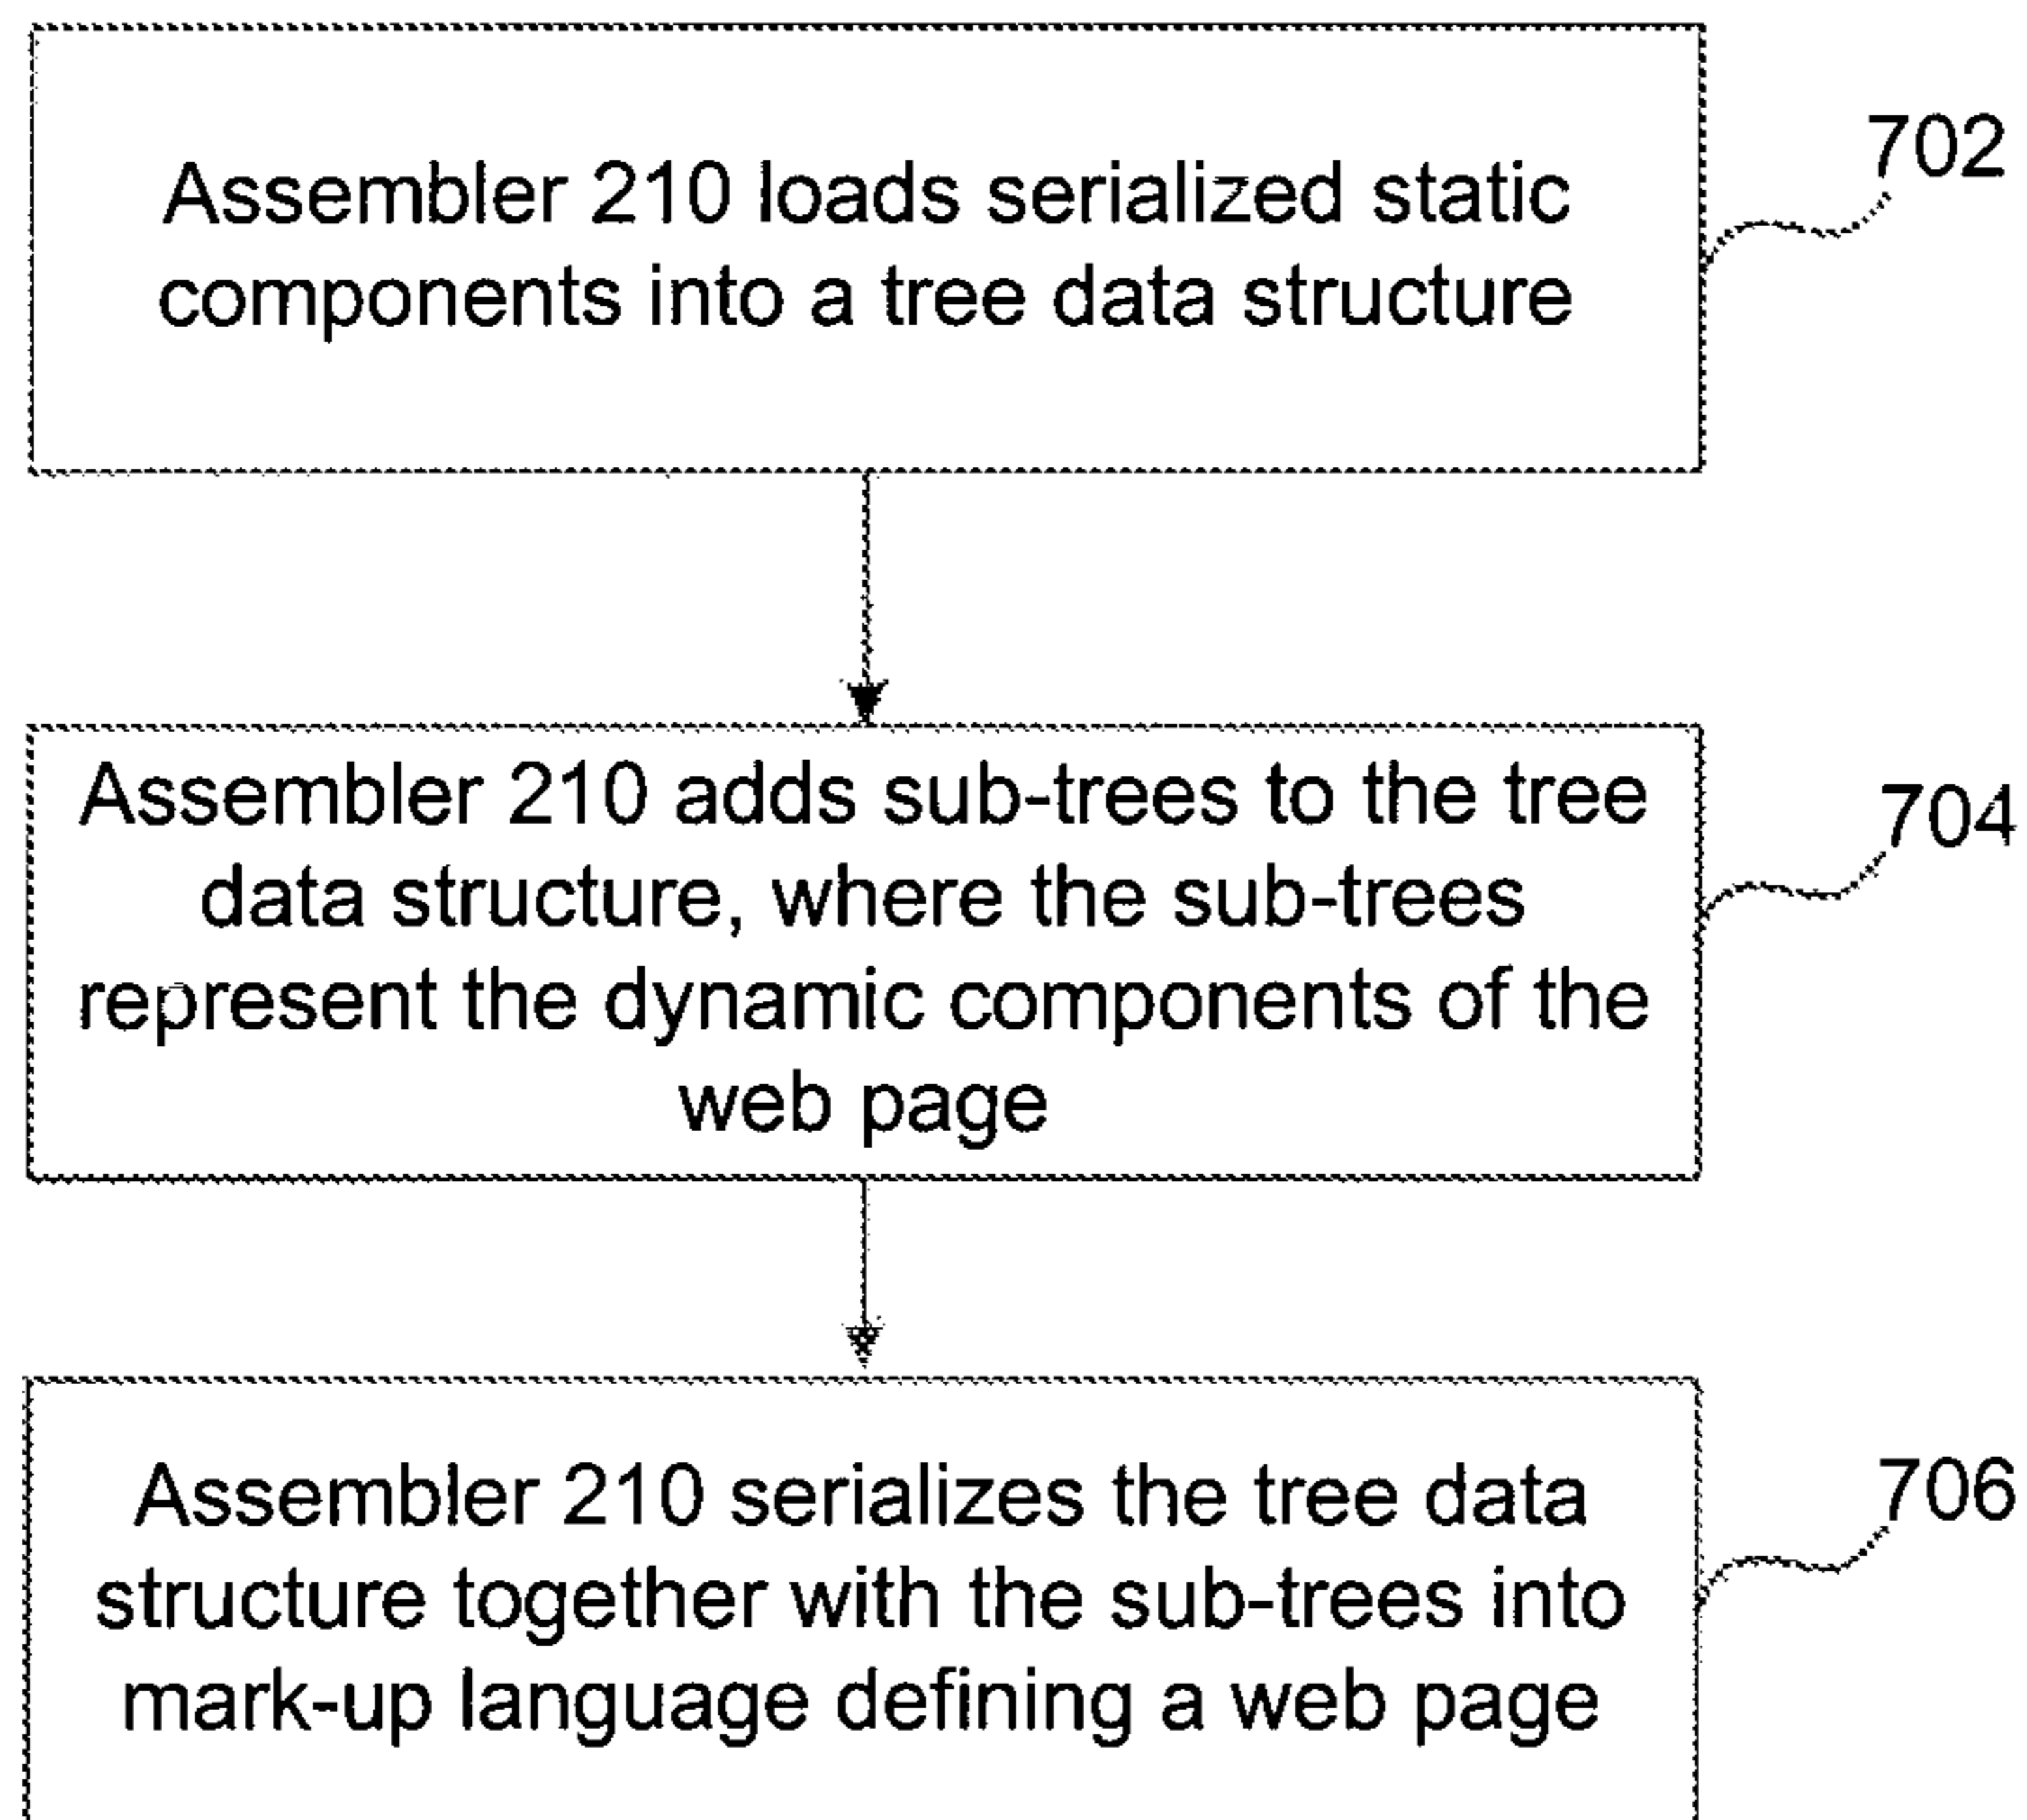 Assembler 210 loads serialized static
components into a tree data structure
702
Assembler 210 adds sub-trees to the tree
data structure, where the sub-trees
represent the dynamic components of the
web page
704
Assembler 210 serializes the tree data
structure together with the sub-trees into
mark-up language defining a web page
706